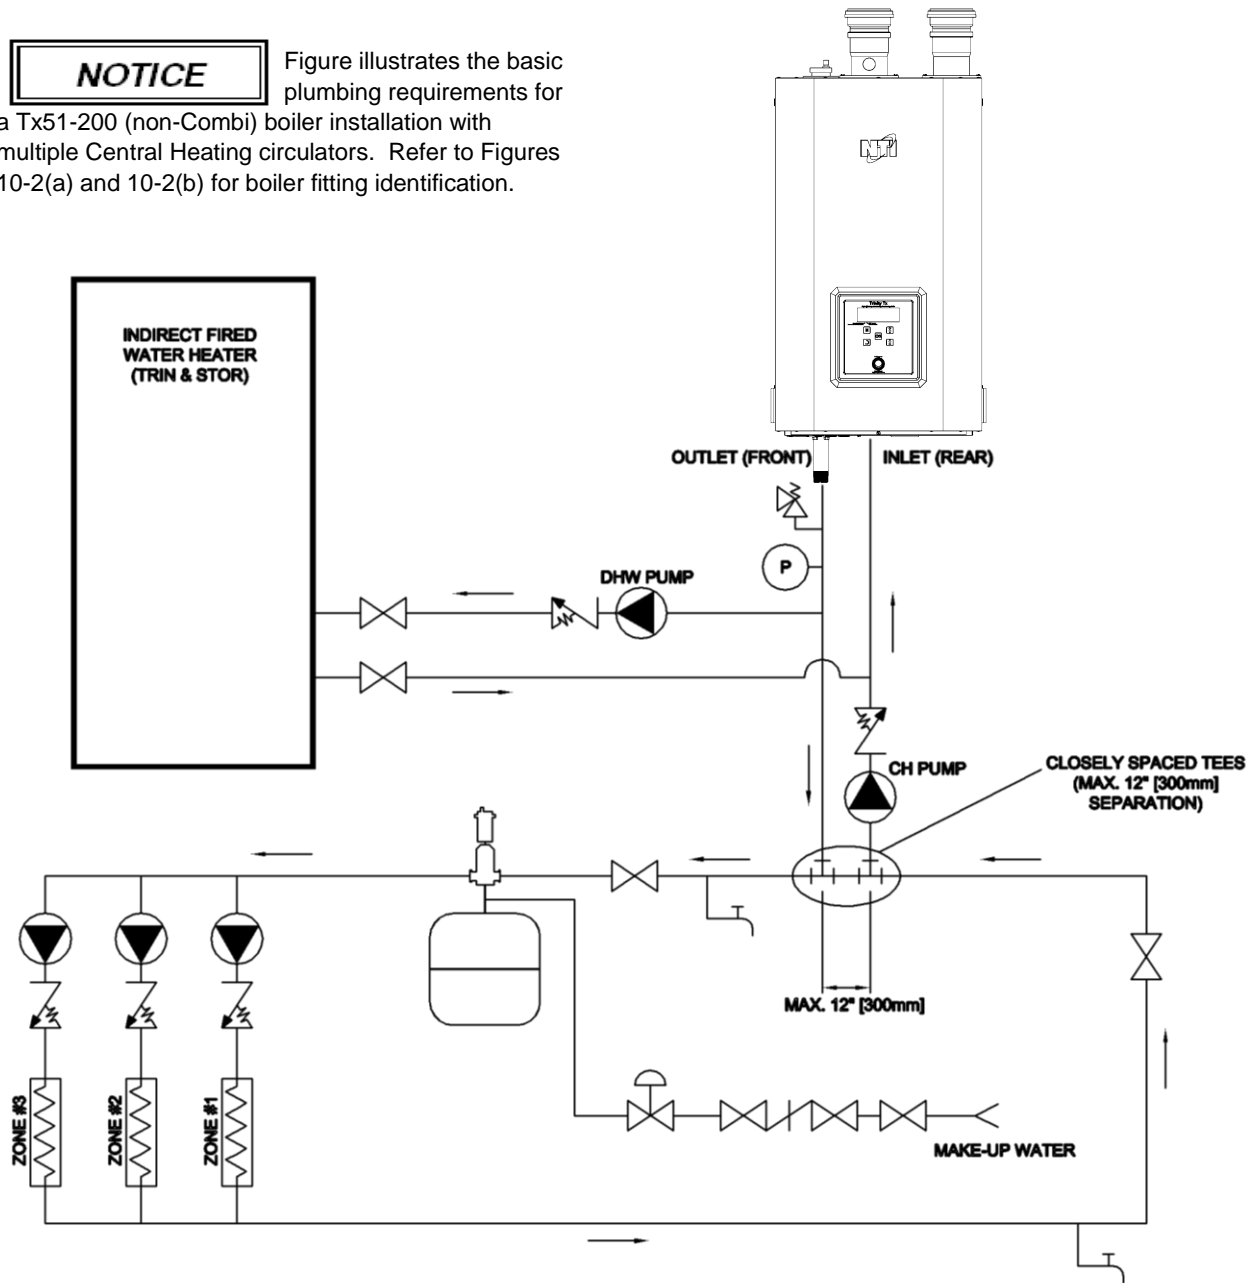 NOTICE
Figure illustrates the basic
plumbing requirements for
a Tx51-200 (non-Combi) boiler installation with
multiple Central Heating circulators.  Refer to Figures
10-2(a) and 10-2(b) for boiler fitting identification.
NTI
Trinity Tx
INDIRECT FIRED
WATER HEATER
(TRIN & STOR)
OUTLET (FRONT)
INLET (REAR)
P
DHW PUMP
CH PUMP
CLOSELY SPACED TEES
(MAX. 12" [300mm]
SEPARATION)
MAX. 12" [300mm]
ZONE #3
ZONE #2
ZONE #1
MAKE-UP WATER